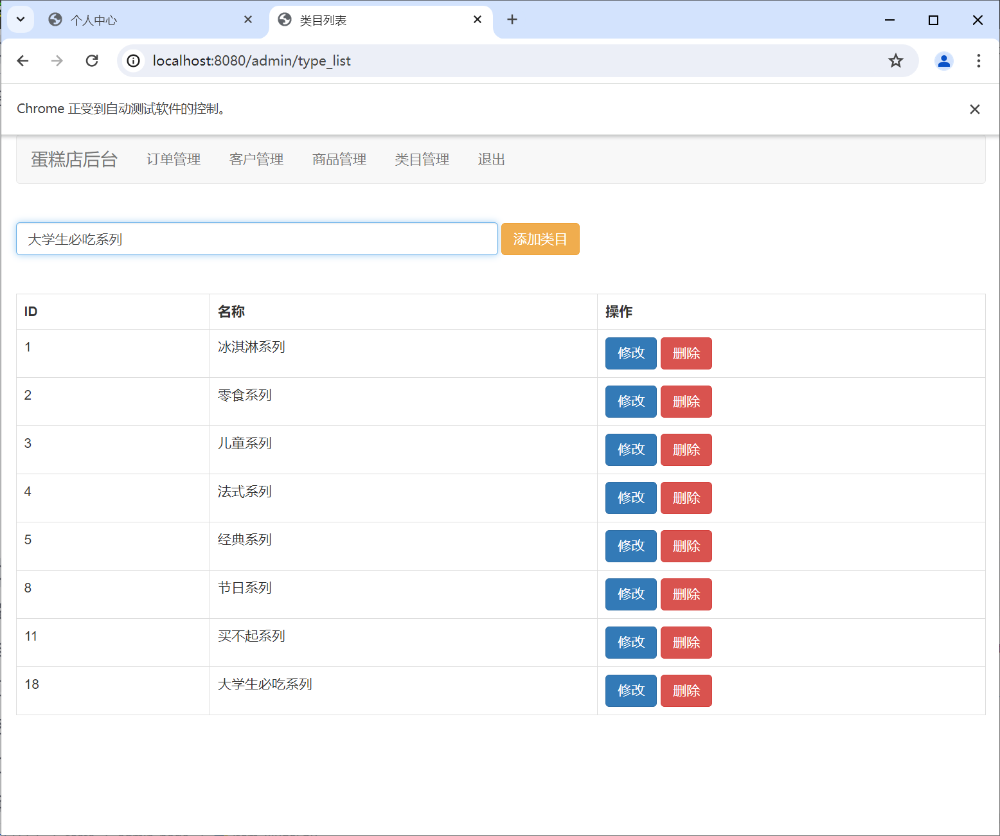 个人中心
类目列表
localhost:8080/admin/type_list
Chrome 正受到自动测试软件的控制。
蛋糕店后台 订单管理 客户管理 商品管理 类目管理 退出
大学生必吃系列 添加类目
ID 名称 操作
1 冰淇淋系列 修改 删除
2 零食系列 修改 删除
3 儿童系列 修改 删除
4 法式系列 修改 删除
5 经典系列 修改 删除
8 节日系列 修改 删除
11 买不起系列 修改 删除
18 大学生必吃系列 修改 删除